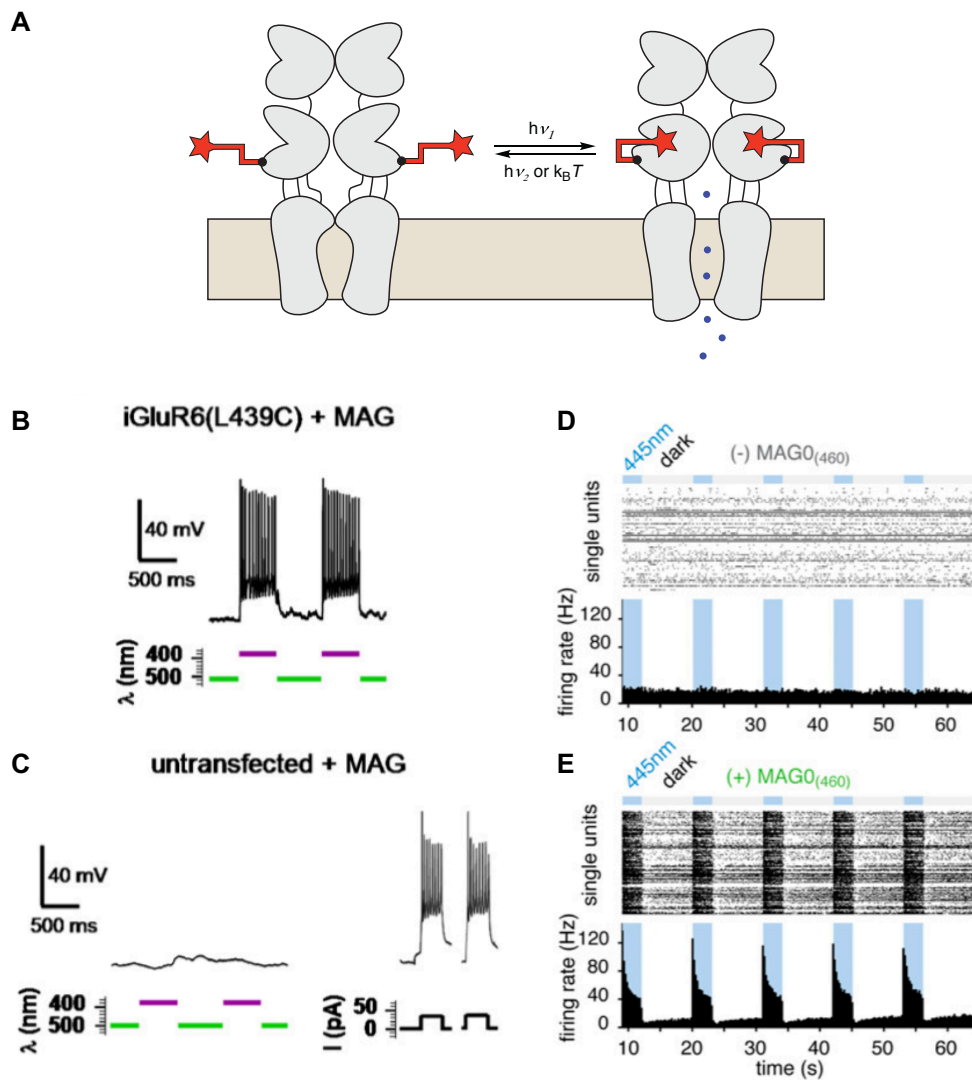 A
hν1
hν2 or kBT
B
iGluR6(L439C) + MAG
40 mV
500 ms
400
500
λ (nm)
C
untransfected + MAG
40 mV
500 ms
400
500
λ (nm)
50
0
I (pA)
D
445nm
dark
(-) MAG0(460)
single units
firing rate (Hz)
120
80
40
0
10 20 30 40 50 60
E
445nm
dark
(+) MAG0(460)
single units
firing rate (Hz)
120
80
40
0
10 20 30 40 50 60
time (s)